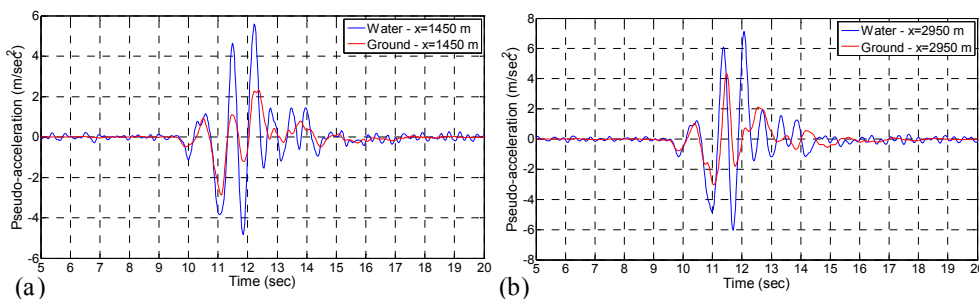 Pseudo-acceleration (m/sec²)
6
4
2
0
-2
-4
-6
Water - x=1450 m
Ground - x=1450 m
5 6 7 8 9 10 11 12 13 14 15 16 17 18 19 20
Time (sec)
(a)
Pseudo-acceleration (m/sec²)
8
6
4
2
0
-2
-4
-6
-8
Water - x=2950 m
Ground - x=2950 m
5 6 7 8 9 10 11 12 13 14 15 16 17 18 19 20
Time (sec)
(b)